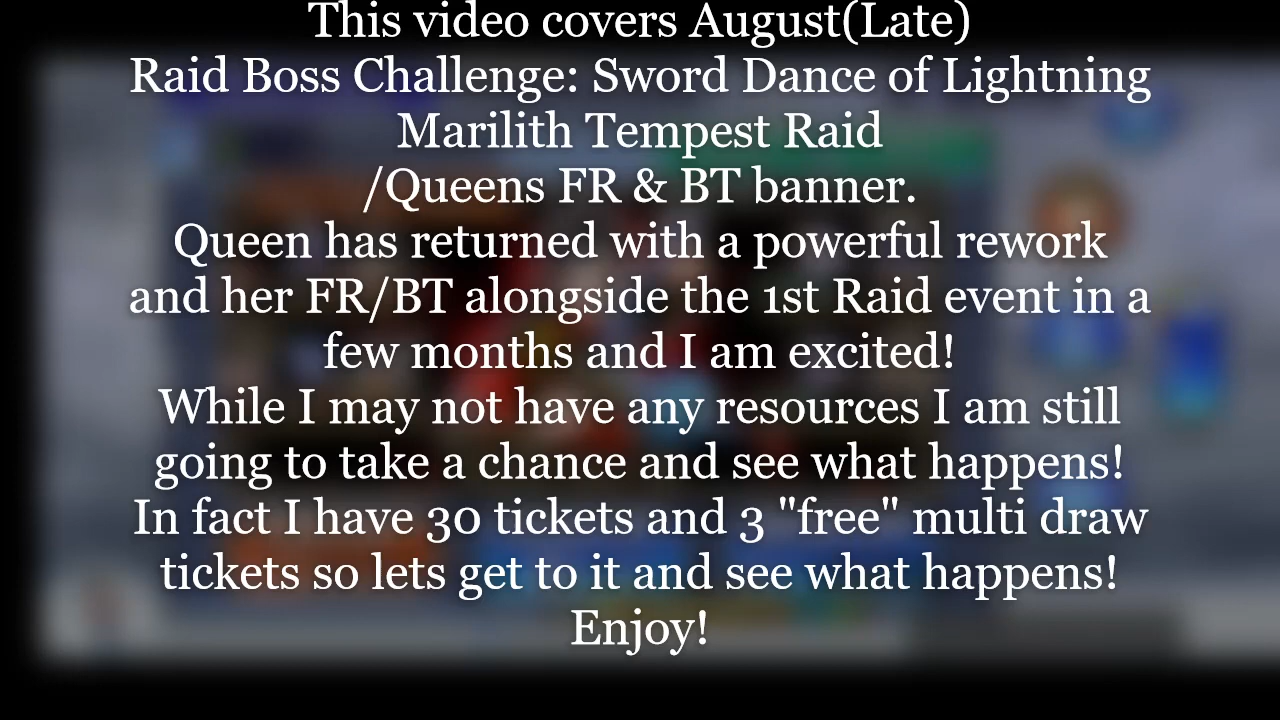 This video covers August(Late)
Raid Boss Challenge: Sword Dance of Lightning
Marilith Tempest Raid
/Queens FR & BT banner.
Queen has returned with a powerful rework
and her FR/BT alongside the 1st Raid event in a
few months and I am excited!
While I may not have any resources I am still
going to take a chance and see what happens!
In fact I have 30 tickets and 3 "free" multi draw
tickets so lets get to it and see what happens!
Enjoy!